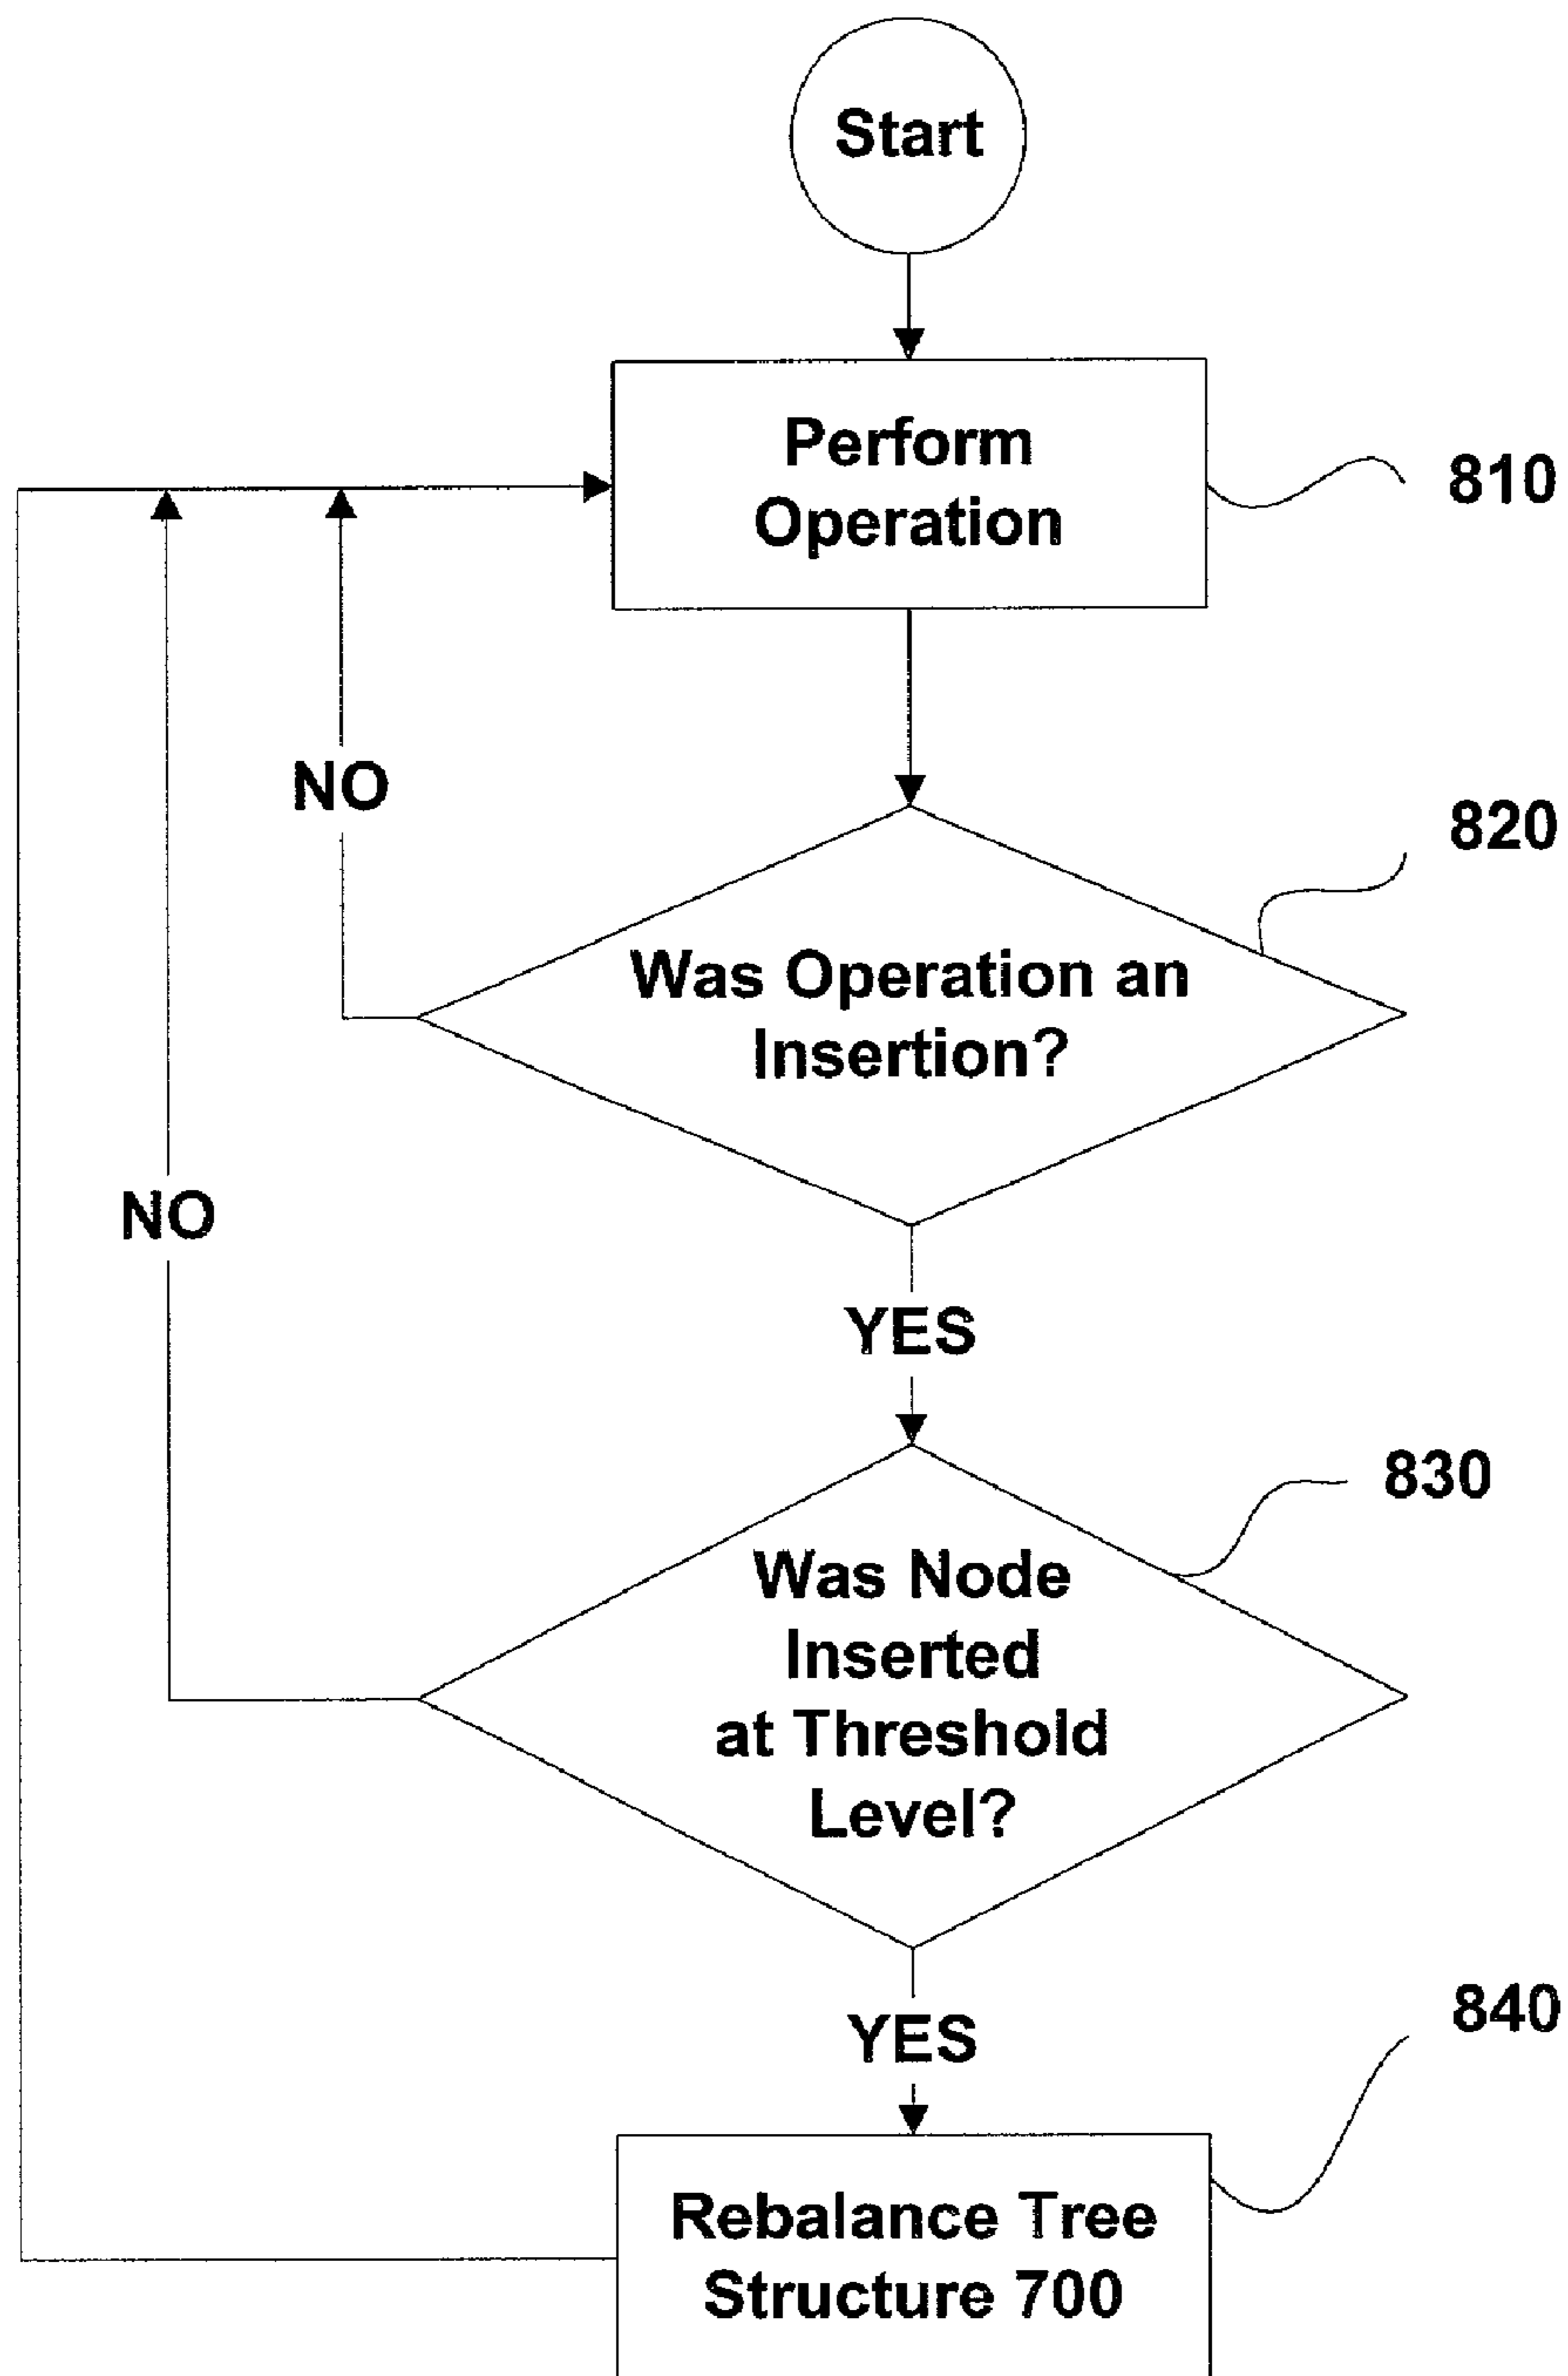 Start
Perform
Operation
810
NO
820
Was Operation an
Insertion?
NO
YES
830
Was Node
Inserted
at Threshold
Level?
YES
840
Rebalance Tree
Structure 700